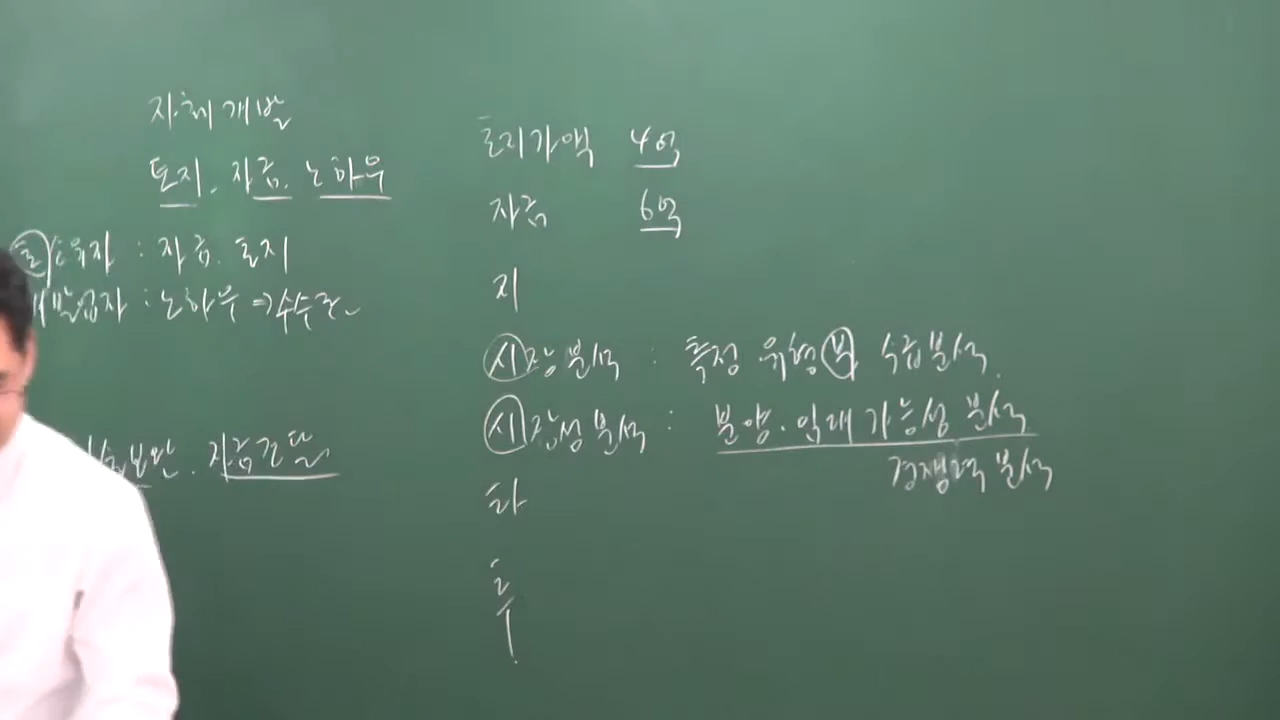 자체개발
토지. 자금. 노하우
토 유자 : 자금. 토지
개발업자 : 노하우 ⇒ 수수료
보완. 자금조달
토지가액 4억
자금 6억
지
시장분석 : 특정 유형 부 수급분석.
시장성분석 : 분양. 임대 가능성 분석
경쟁력 분석
타
투